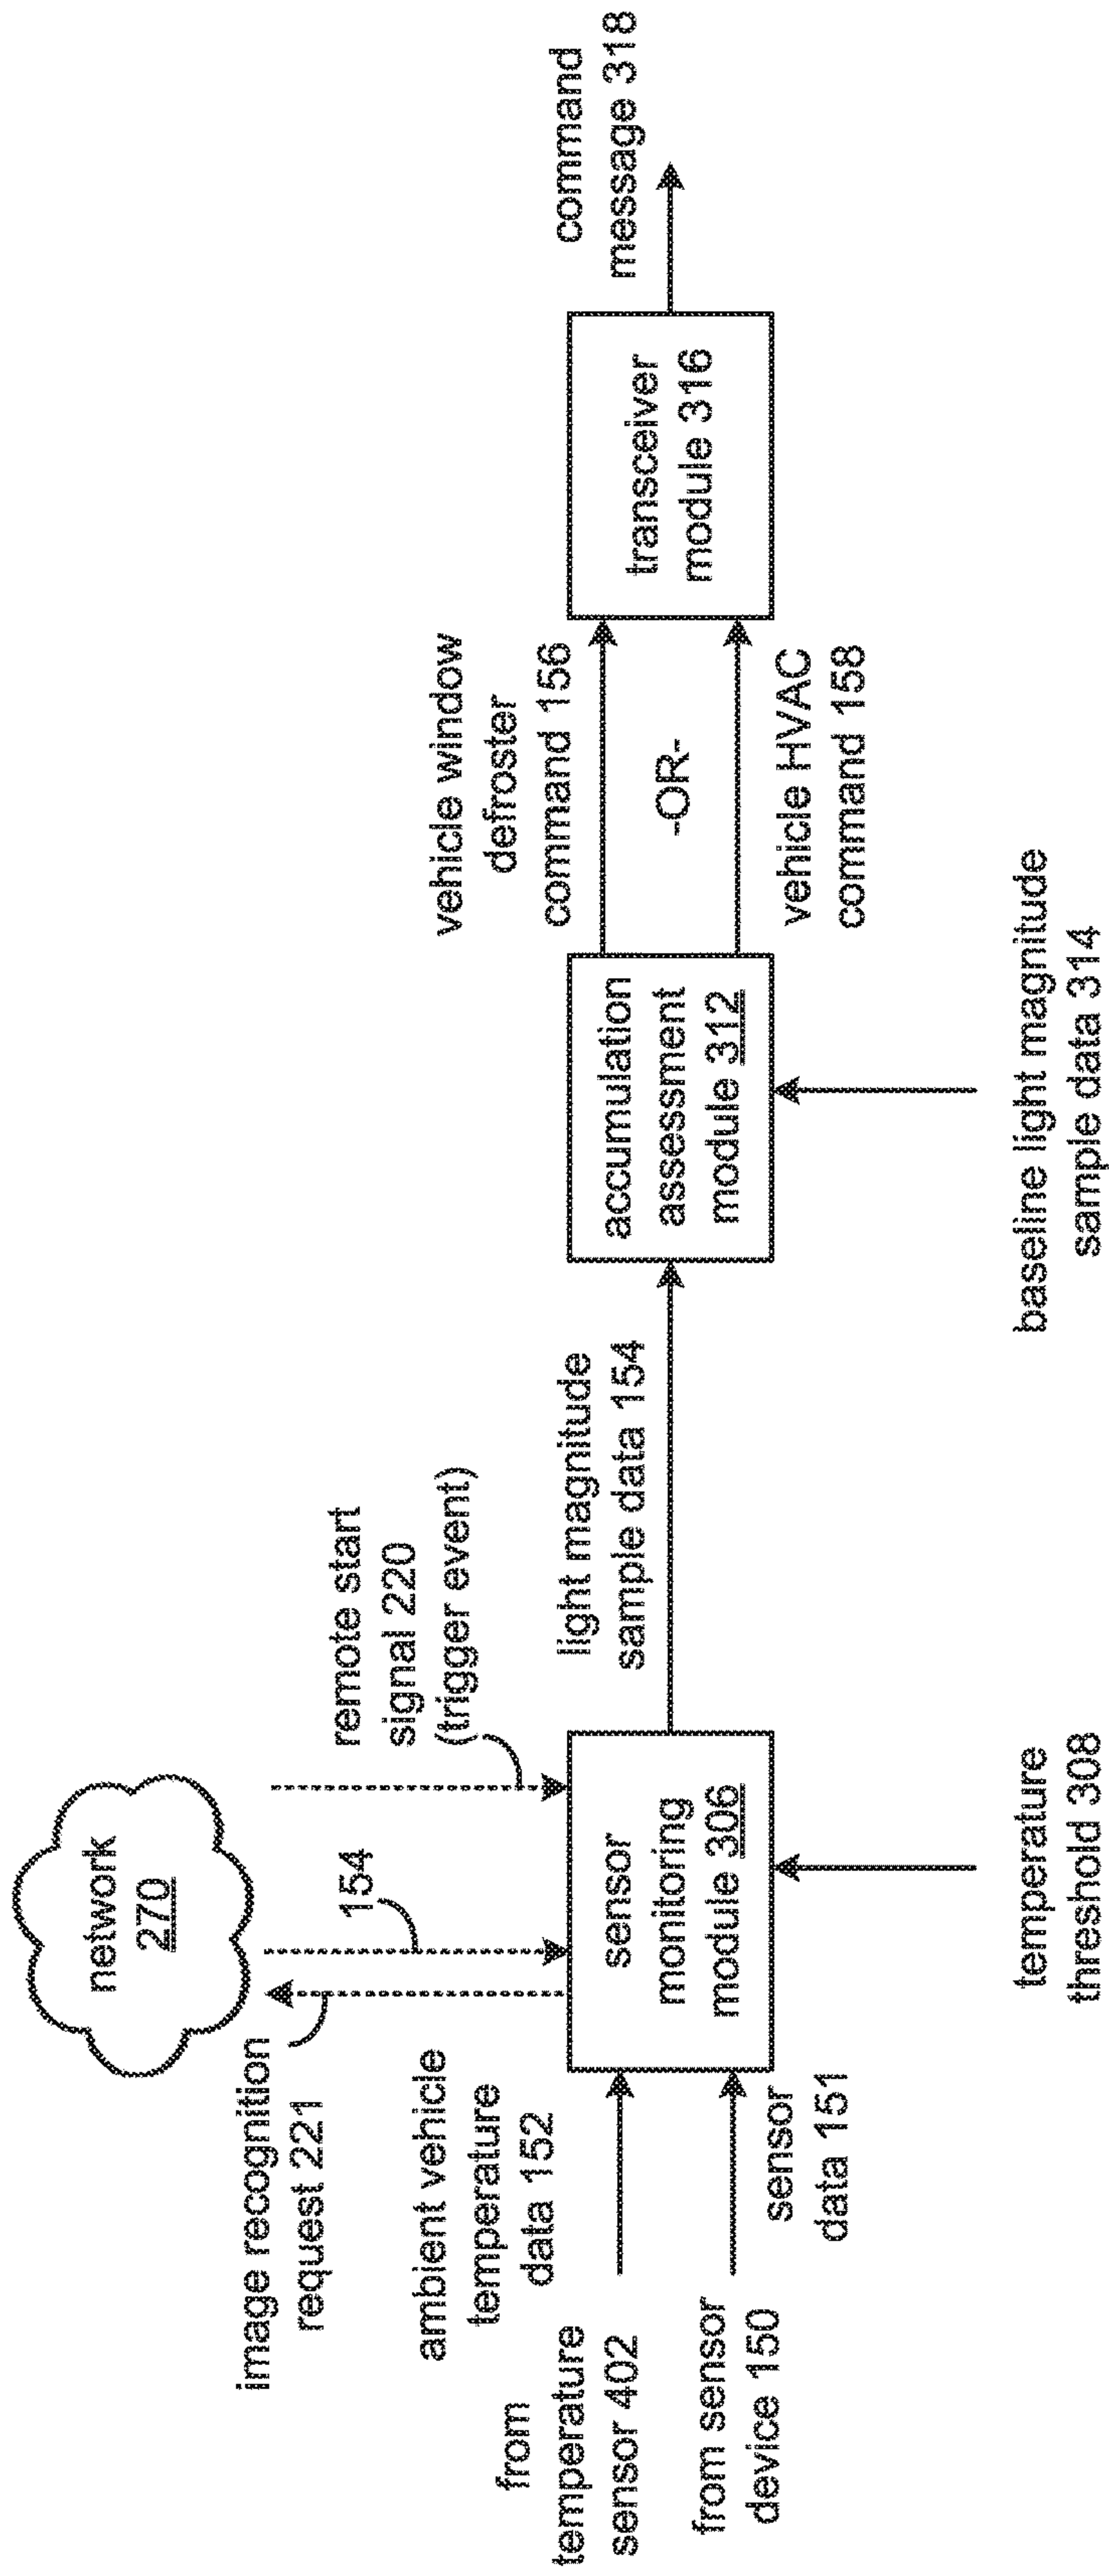 network
270
image recognition
request 221
154
remote start
signal 220
(trigger event)
ambient vehicle
temperature
data 152
from
temperature
sensor 402
from sensor
device 150
sensor
data 151
sensor
monitoring
module 306
temperature
threshold 308
light magnitude
sample data 154
accumulation
assessment
module 312
baseline light magnitude
sample data 314
vehicle window
defroster
command 156
-OR-
vehicle HVAC
command 158
transceiver
module 316
command
message 318